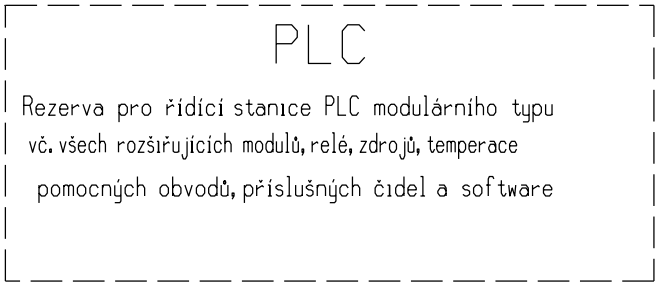 PLC
Rezerva pro řídící stanice PLC modulárního typu
vč. všech rozšiřujících modulů, relé, zdrojů, temperace
pomocných obvodů, příslušných čidel a software